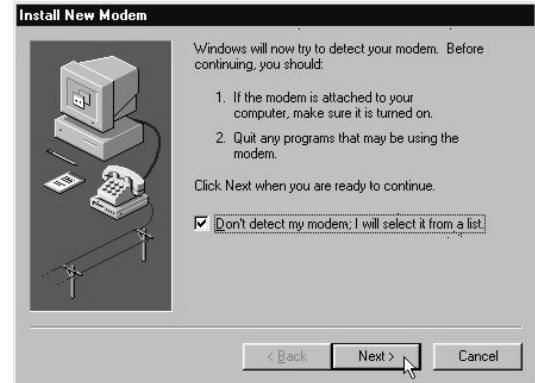 Install New Modem
Windows will now try to detect your modem. Before
continuing, you should:
1. If the modem is attached to your
computer, make sure it is turned on.
2. Quit any programs that may be using the
modem.
Click Next when you are ready to continue.
Don't detect my modem; I will select it from a list.
< Back
Next >
Cancel